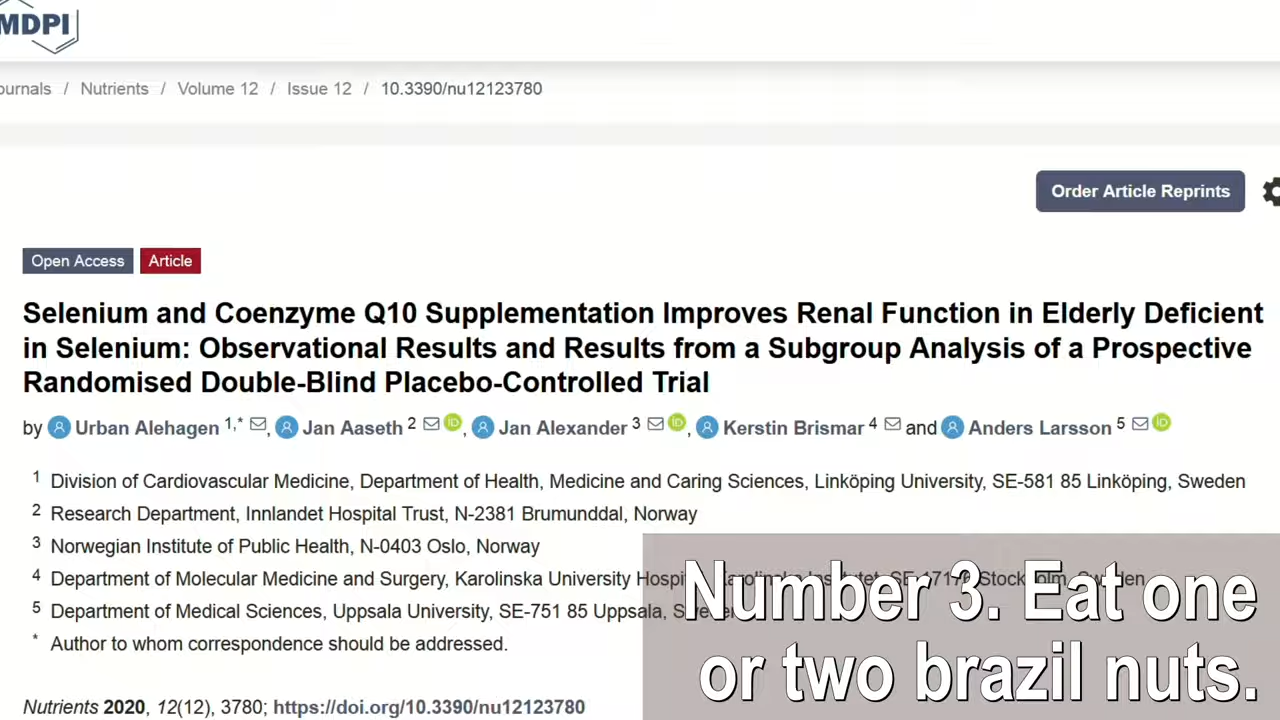 MDPI
ournals / Nutrients / Volume 12 / Issue 12 / 10.3390/nu12123780
Order Article Reprints
Open Access Article
Selenium and Coenzyme Q10 Supplementation Improves Renal Function in Elderly Deficient
in Selenium: Observational Results and Results from a Subgroup Analysis of a Prospective
Randomised Double-Blind Placebo-Controlled Trial
by Urban Alehagen 1,* , Jan Aaseth 2 iD , Jan Alexander 3 iD , Kerstin Brismar 4 and Anders Larsson 5 iD
1 Division of Cardiovascular Medicine, Department of Health, Medicine and Caring Sciences, Linköping University, SE-581 85 Linköping, Sweden
2 Research Department, Innlandet Hospital Trust, N-2381 Brumunddal, Norway
3 Norwegian Institute of Public Health, N-0403 Oslo, Norway
4 Department of Molecular Medicine and Surgery, Karolinska University
5 Department of Medical Sciences, Uppsala University, SE-751 85 Uppsala,
* Author to whom correspondence should be addressed.
Nutrients 2020, 12(12), 3780; https://doi.org/10.3390/nu12123780
Number 3. Eat one
or two brazil nuts.